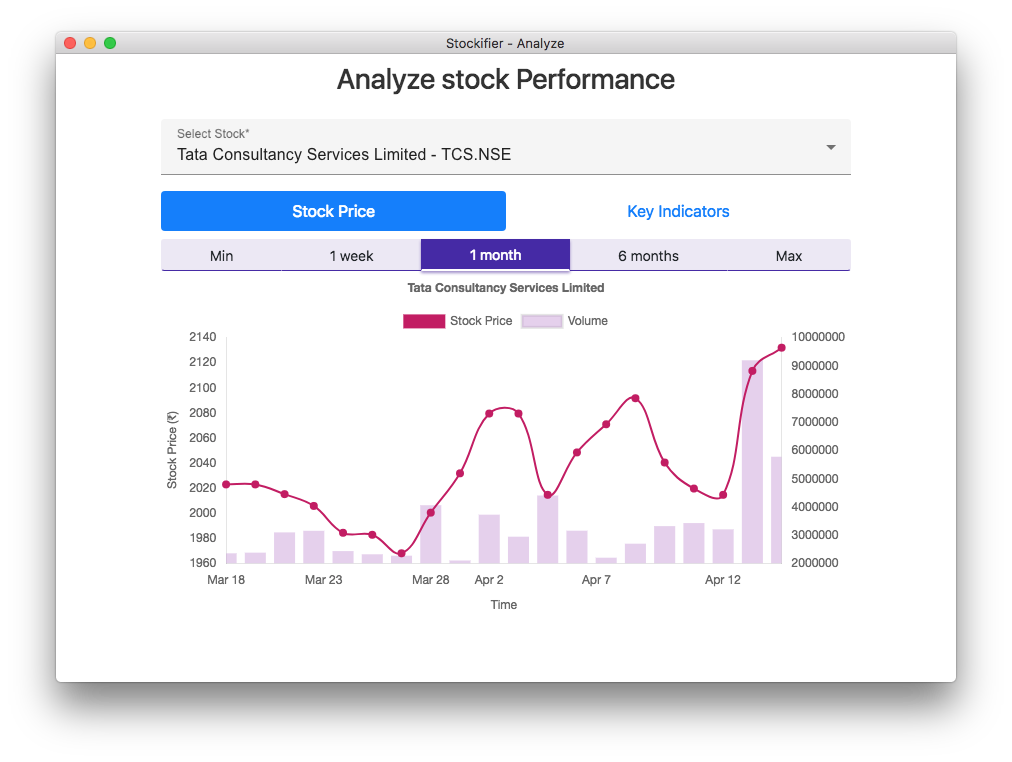 Stockifier - Analyze
Analyze stock Performance
Select Stock*
Tata Consultancy Services Limited - TCS.NSE
Stock Price Key Indicators
Min 1 week 1 month 6 months Max
Tata Consultancy Services Limited
Stock Price Volume
2140 10000000
2120 9000000
2100 8000000
2080 7000000
2060 6000000
2040 5000000
2020 4000000
2000 3000000
1980 2000000
1960
Stock Price (₹)
Mar 18 Mar 23 Mar 28 Apr 2 Apr 7 Apr 12
Time